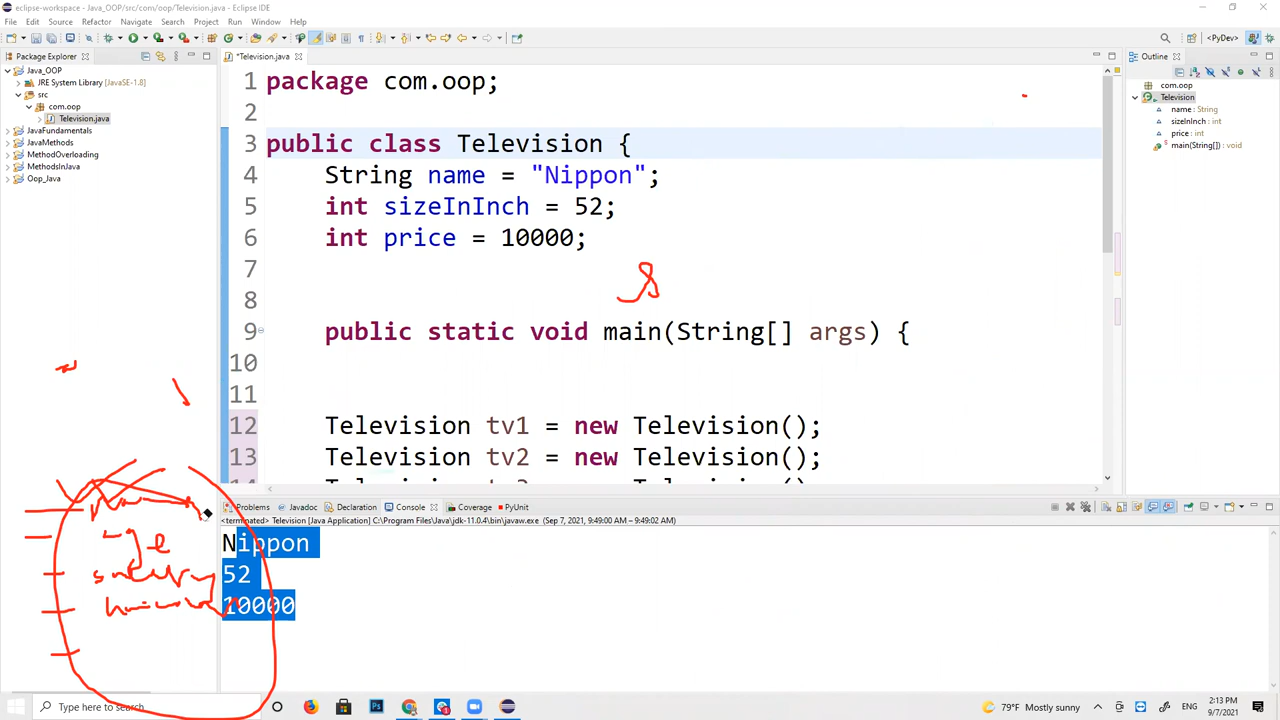 eclipse-workspace - Java_OOP/src/com/oop/Television.java - Eclipse IDE
File Edit Source Refactor Navigate Search Project Run Window Help
<PyDev>
Package Explorer
Java_OOP
JRE System Library [JavaSE-1.8]
src
com.oop
Television.java
JavaFundamentals
JavaMethods
MethodOverloading
MethodsInJava
Oop_Java
*Television.java
1 package com.oop;
2
3 public class Television {
4 String name = "Nippon";
5 int sizeInInch = 52;
6 int price = 10000;
7
8
9 public static void main(String[] args) {
10
11
12 Television tv1 = new Television();
13 Television tv2 = new Television();
Outline
com.oop
Television
name : String
sizeInInch : int
price : int
main(String[]) : void
Problems Javadoc Declaration Console Coverage PyUnit
<terminated> Television [Java Application] C:\Program Files\Java\jdk-11.0.4\bin\javaw.exe (Sep 7, 2021, 9:49:00 AM – 9:49:02 AM)
Nippon
52
10000
Type here to search
79°F Mostly sunny
ENG
2:13 PM
9/7/2021